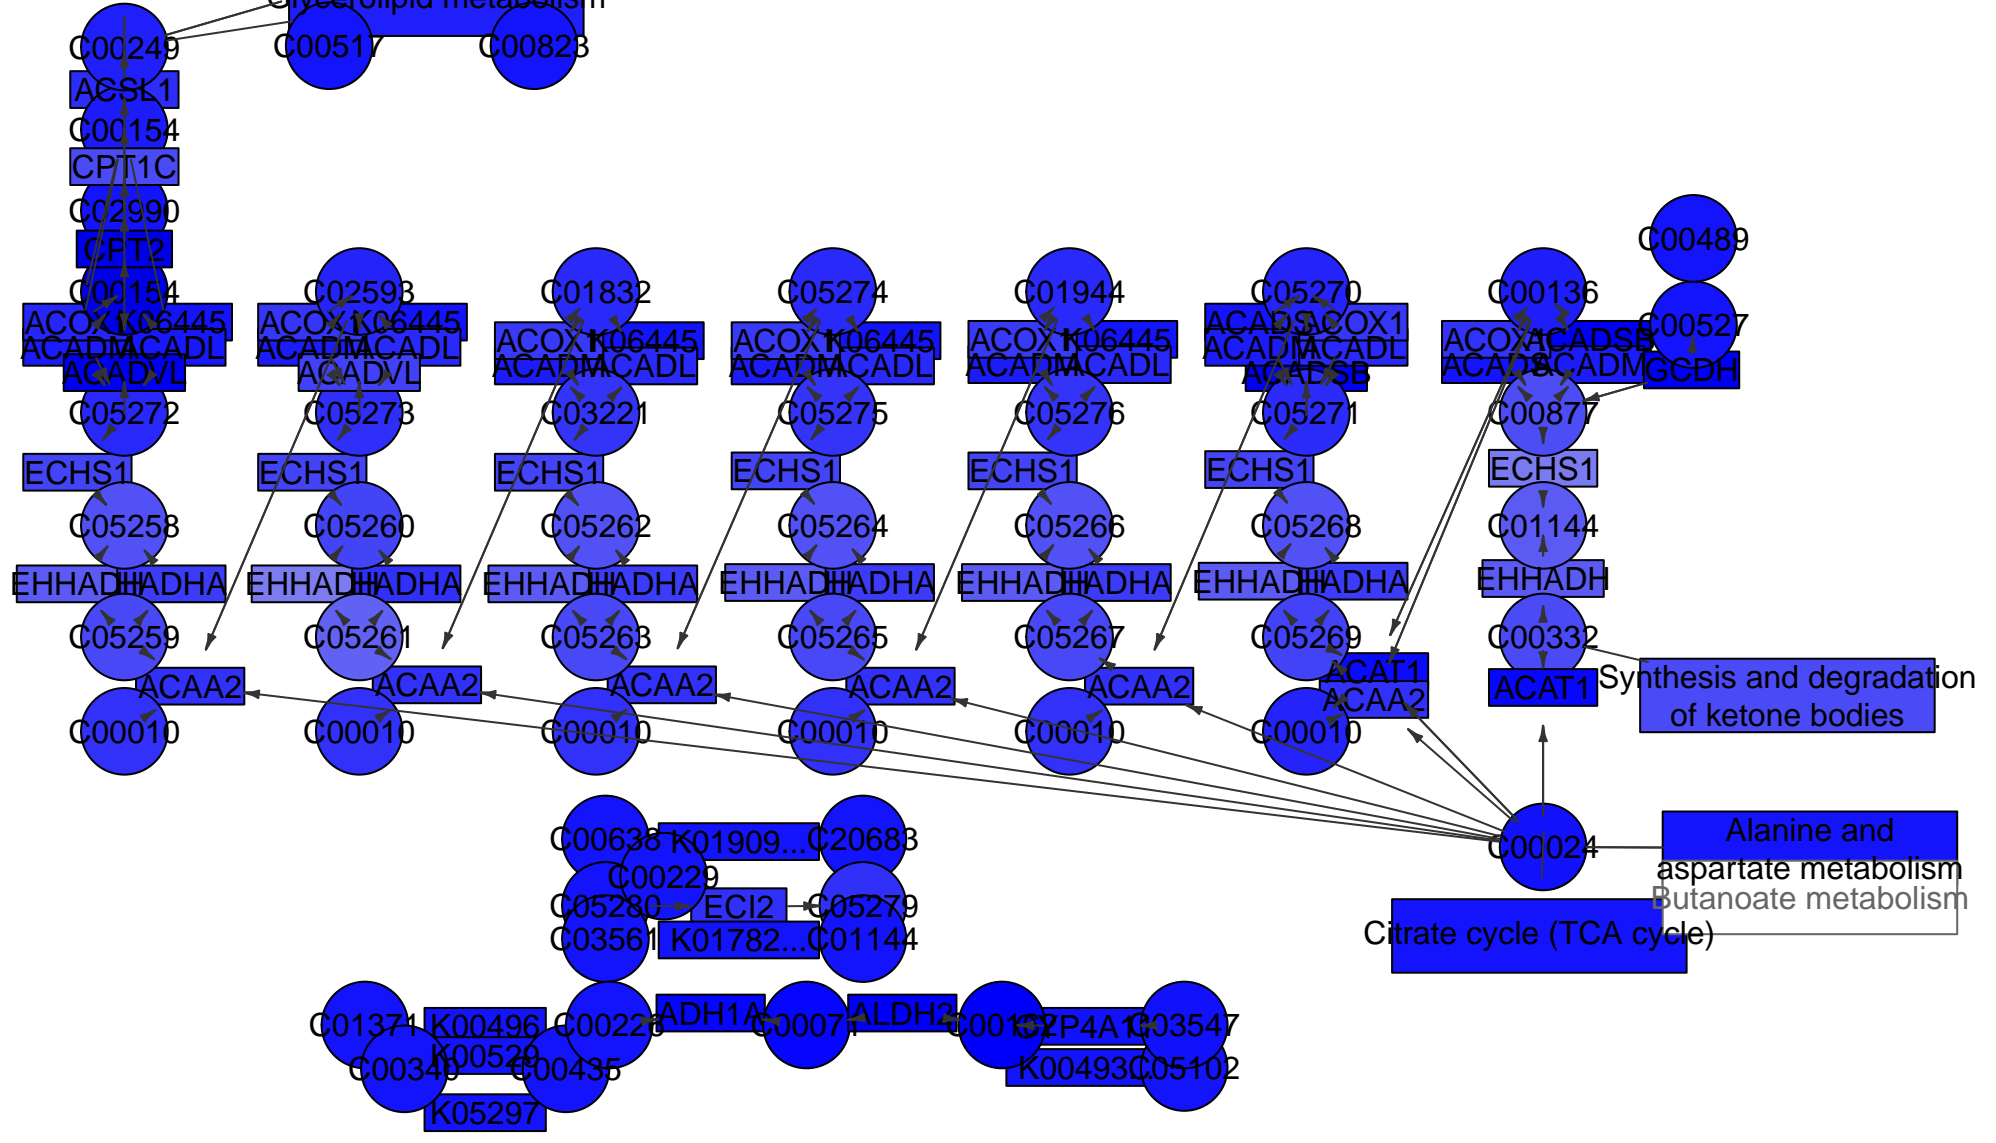 Glycerolipid metabolism
C00249
C00517
C00823
ACSL1
C00154
CPT1C
C02990
CPT2
C00154
C02593
C01832
C05274
C01944
C05270
C00136
C00489
C00527
ACOX1
K06445
ACADM
ACADL
ACADVL
ACOX1
K06445
ACADM
ACADL
ACADVL
ACOX1
K06445
ACADM
ACADL
ACOX1
K06445
ACADM
ACADL
ACOX1
K06445
ACADM
ACADL
ACADS
ACOX1
ACADM
ACADL
ACADSB
ACOX1
ACADSB
ACADS
ACADM
GCDH
C05272
C05273
C03221
C05275
C05276
C05271
C00877
ECHS1
ECHS1
ECHS1
ECHS1
ECHS1
ECHS1
ECHS1
C05258
C05260
C05262
C05264
C05266
C05268
C01144
EHHADH
HADHA
EHHADH
HADHA
EHHADH
HADHA
EHHADH
HADHA
EHHADH
HADHA
EHHADH
HADHA
EHHADH
C05259
C05261
C05263
C05265
C05267
C05269
C00332
ACAA2
ACAA2
ACAA2
ACAA2
ACAA2
ACAT1
ACAA2
ACAT1
Synthesis and degradation
of ketone bodies
C00010
C00010
C00010
C00010
C00010
C00010
C00638
K01909...
C20683
C00229
C05280
ECI2
C05279
C03561
K01782...
C01144
C00024
Alanine and
aspartate metabolism
Butanoate metabolism
Citrate cycle (TCA cycle)
C01371
K00496
C00226
ADH1A
C00071
ALDH2
C03547
K00529
C00340
C00435
K00493...
C05102
K05297